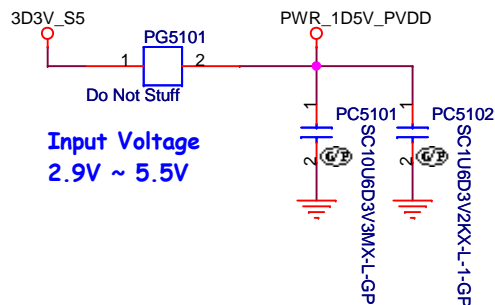 3D3V_S5
PG5101
1
2
Do Not Stuff
PWR_1D5V_PVDD
Input Voltage
2.9V ~ 5.5V
1
PC5101
2
G/P
SC10U6D3V3MX-L-GP
1
PC5102
2
G/P
SC1U6D3V2KX-L-1-GP